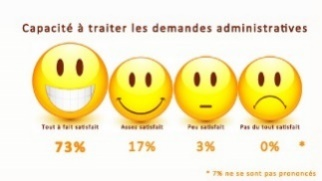 Capacité à traiter les demandes administratives
Tout à fait satisfait Assez satisfait Peu satisfait Pas du tout satisfait
73% 17% 3% 0% *
* 7% ne se sont pas prononcés